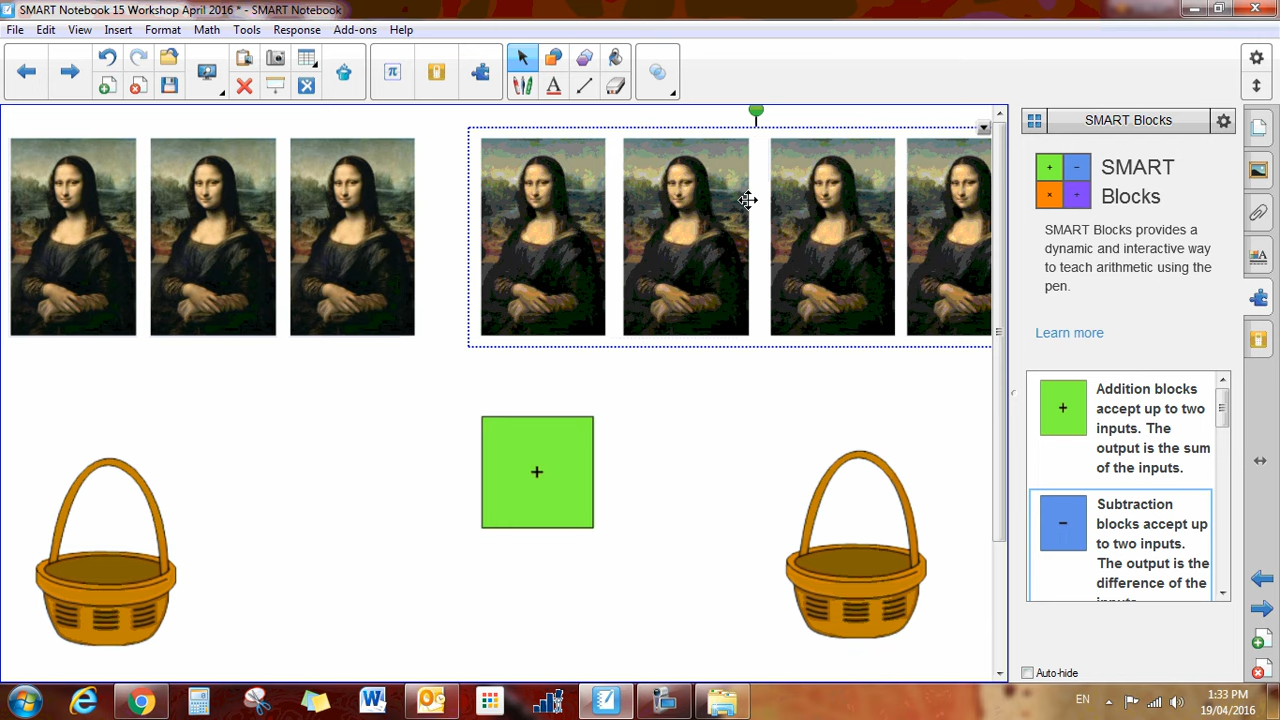 SMART Notebook 15 Workshop April 2016 * - SMART Notebook
File Edit View Insert Format Math Tools Response Add-ons Help
π
A
SMART Blocks
+ −
× ÷
SMART
Blocks
SMART Blocks provides a
dynamic and interactive way
to teach arithmetic using the
pen.
Learn more
+
Addition blocks
accept up to two
inputs. The
output is the sum
of the inputs.
−
Subtraction
blocks accept up
to two inputs.
The output is the
difference of the
+
Auto-hide
EN
1:33 PM
19/04/2016